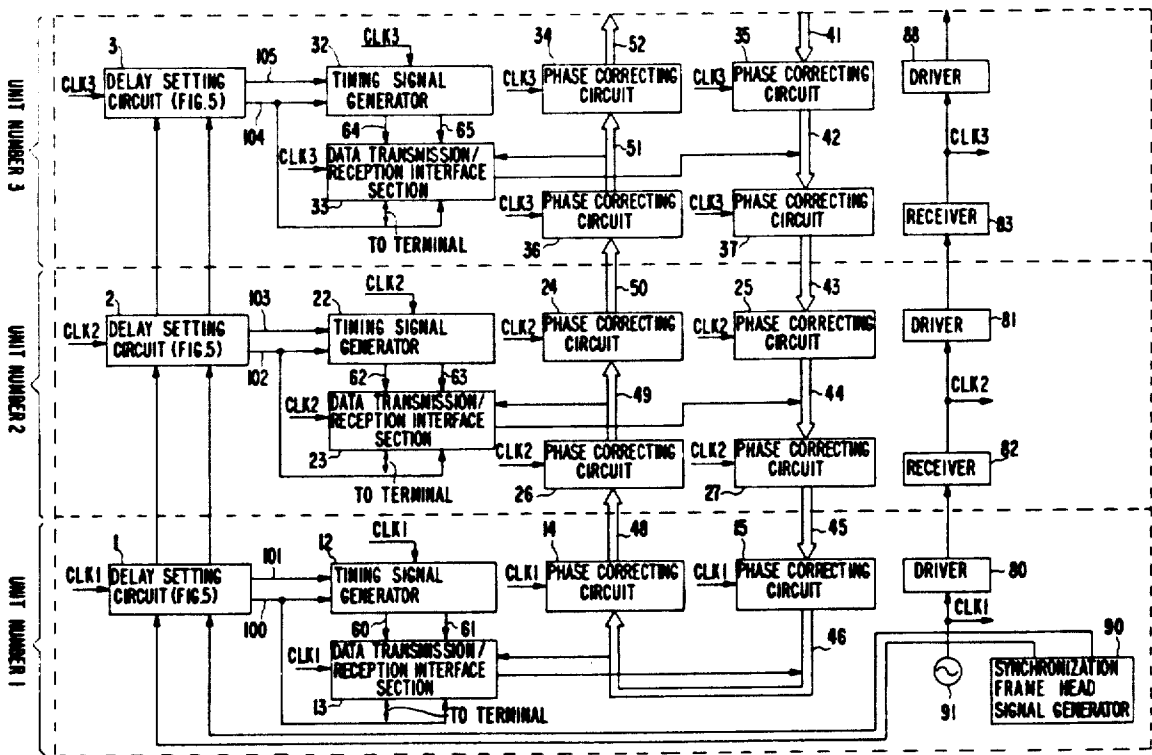 UNIT NUMBER 3
3
CLK3
DELAY SETTING
CIRCUIT (FIG.5)
105
104
32
CLK3
TIMING SIGNAL
GENERATOR
64
65
CLK3
DATA TRANSMISSION/
RECEPTION INTERFACE
SECTION
33
TO TERMINAL
34
52
CLK3
PHASE CORRECTING
CIRCUIT
51
CLK3
PHASE CORRECTING
CIRCUIT
36
35
41
CLK3
PHASE CORRECTING
CIRCUIT
42
CLK3
PHASE CORRECTING
CIRCUIT
37
88
DRIVER
CLK3
RECEIVER
83
UNIT NUMBER 2
2
CLK2
DELAY SETTING
CIRCUIT (FIG.5)
103
102
22
CLK2
TIMING SIGNAL
GENERATOR
62
63
CLK2
DATA TRANSMISSION/
RECEPTION INTERFACE
SECTION
23
TO TERMINAL
24
50
CLK2
PHASE CORRECTING
CIRCUIT
49
CLK2
PHASE CORRECTING
CIRCUIT
26
25
43
CLK2
PHASE CORRECTING
CIRCUIT
44
CLK2
PHASE CORRECTING
CIRCUIT
27
DRIVER
81
CLK2
RECEIVER
82
UNIT NUMBER 1
1
CLK1
DELAY SETTING
CIRCUIT (FIG.5)
101
100
12
CLK1
TIMING SIGNAL
GENERATOR
60
61
CLK1
DATA TRANSMISSION/
RECEPTION INTERFACE
SECTION
13
TO TERMINAL
14
48
CLK1
PHASE CORRECTING
CIRCUIT
15
45
CLK1
PHASE CORRECTING
CIRCUIT
46
DRIVER
80
CLK1
91
90
SYNCHRONIZATION
FRAME HEAD
SIGNAL GENERATOR